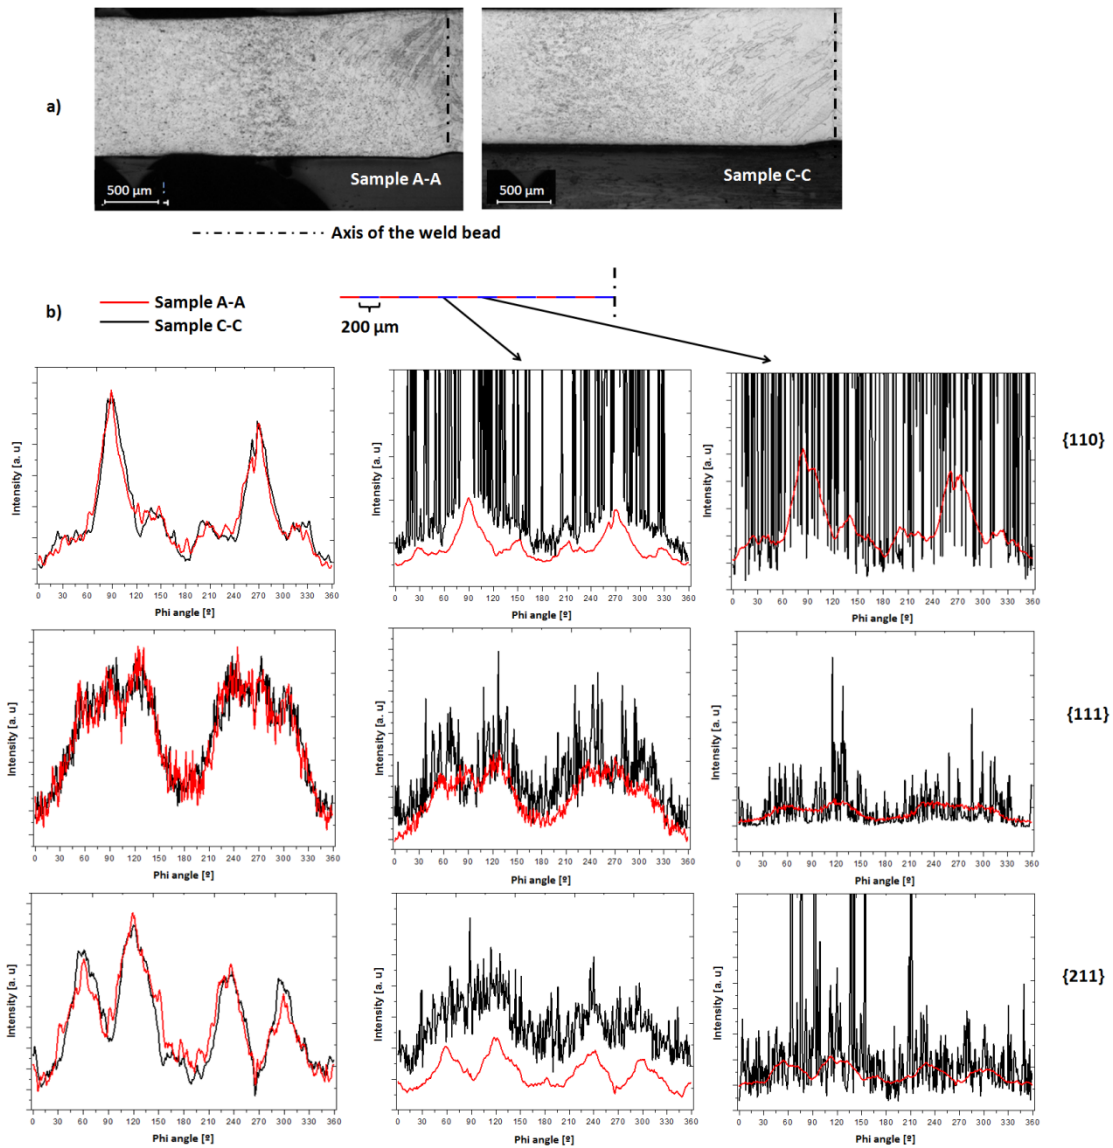 a)
500 µm
Sample A-A
500 µm
Sample C-C
Axis of the weld bead
b)
Sample A-A
Sample C-C
200 µm
Intensity [a. u]
0 30 60 90 120 150 180 210 240 270 300 330 360
Phi angle [º]
Intensity [a. u]
0 30 60 90 120 150 180 210 240 270 300 330 360
Phi angle [º]
Intensity [a. u]
0 30 60 90 120 150 180 210 240 270 300 330 360
Phi angle [º]
{110}
Intensity [a. u]
0 30 60 90 120 150 180 210 240 270 300 330 360
Phi angle [º]
Intensity [a. u]
0 30 60 90 120 150 180 210 240 270 300 330 360
Phi angle [º]
Intensity [a. u]
0 30 60 90 120 150 180 210 240 270 300 330 360
Phi angle [º]
{111}
Intensity [a. u]
0 30 60 90 120 150 180 210 240 270 300 330 360
Phi angle [º]
Intensity [a. u]
0 30 60 90 120 150 180 210 240 270 300 330 360
Phi angle [º]
Intensity [a. u]
0 30 60 90 120 150 180 210 240 270 300 330 360
Phi angle [º]
{211}